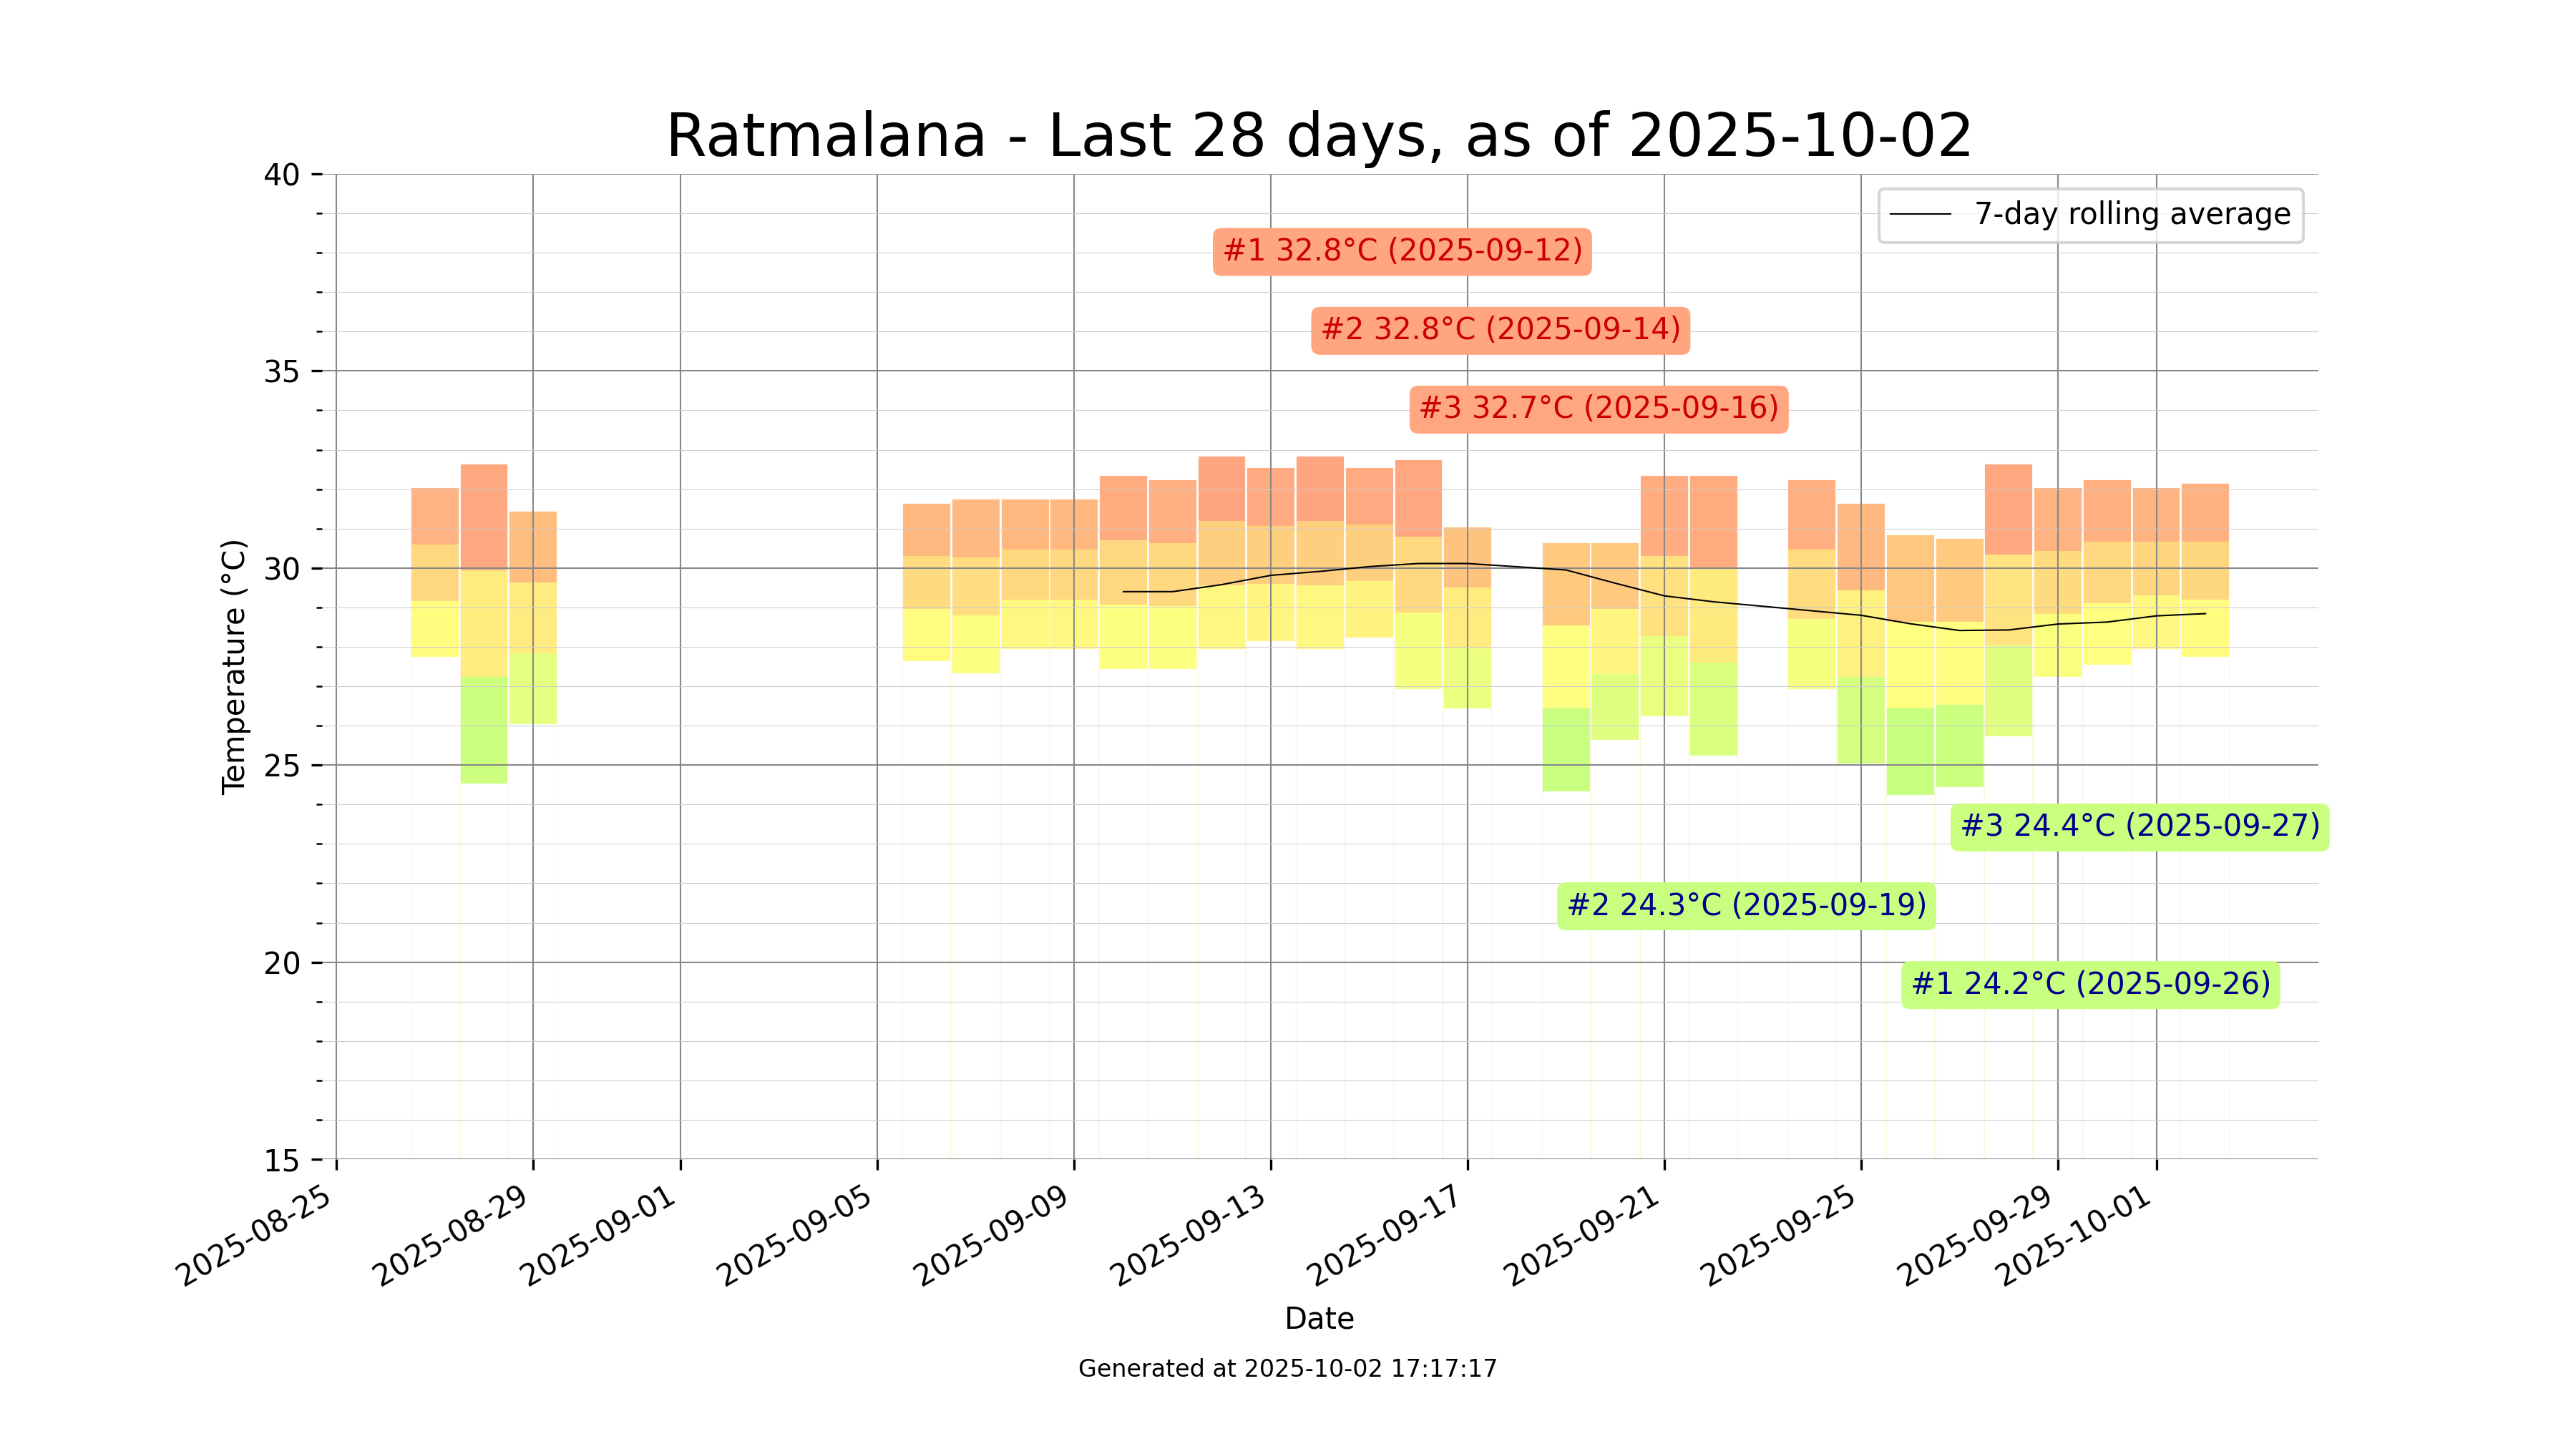 Ratmalana - Last 28 days, as of 2025-10-02
40
35
30
25
20
15
Temperature (°C)
7-day rolling average
#1 32.8°C (2025-09-12)
#2 32.8°C (2025-09-14)
#3 32.7°C (2025-09-16)
#3 24.4°C (2025-09-27)
#2 24.3°C (2025-09-19)
#1 24.2°C (2025-09-26)
2025-08-25
2025-08-29
2025-09-01
2025-09-05
2025-09-09
2025-09-13
2025-09-17
2025-09-21
2025-09-25
2025-09-29
2025-10-01
Date
Generated at 2025-10-02 17:17:17